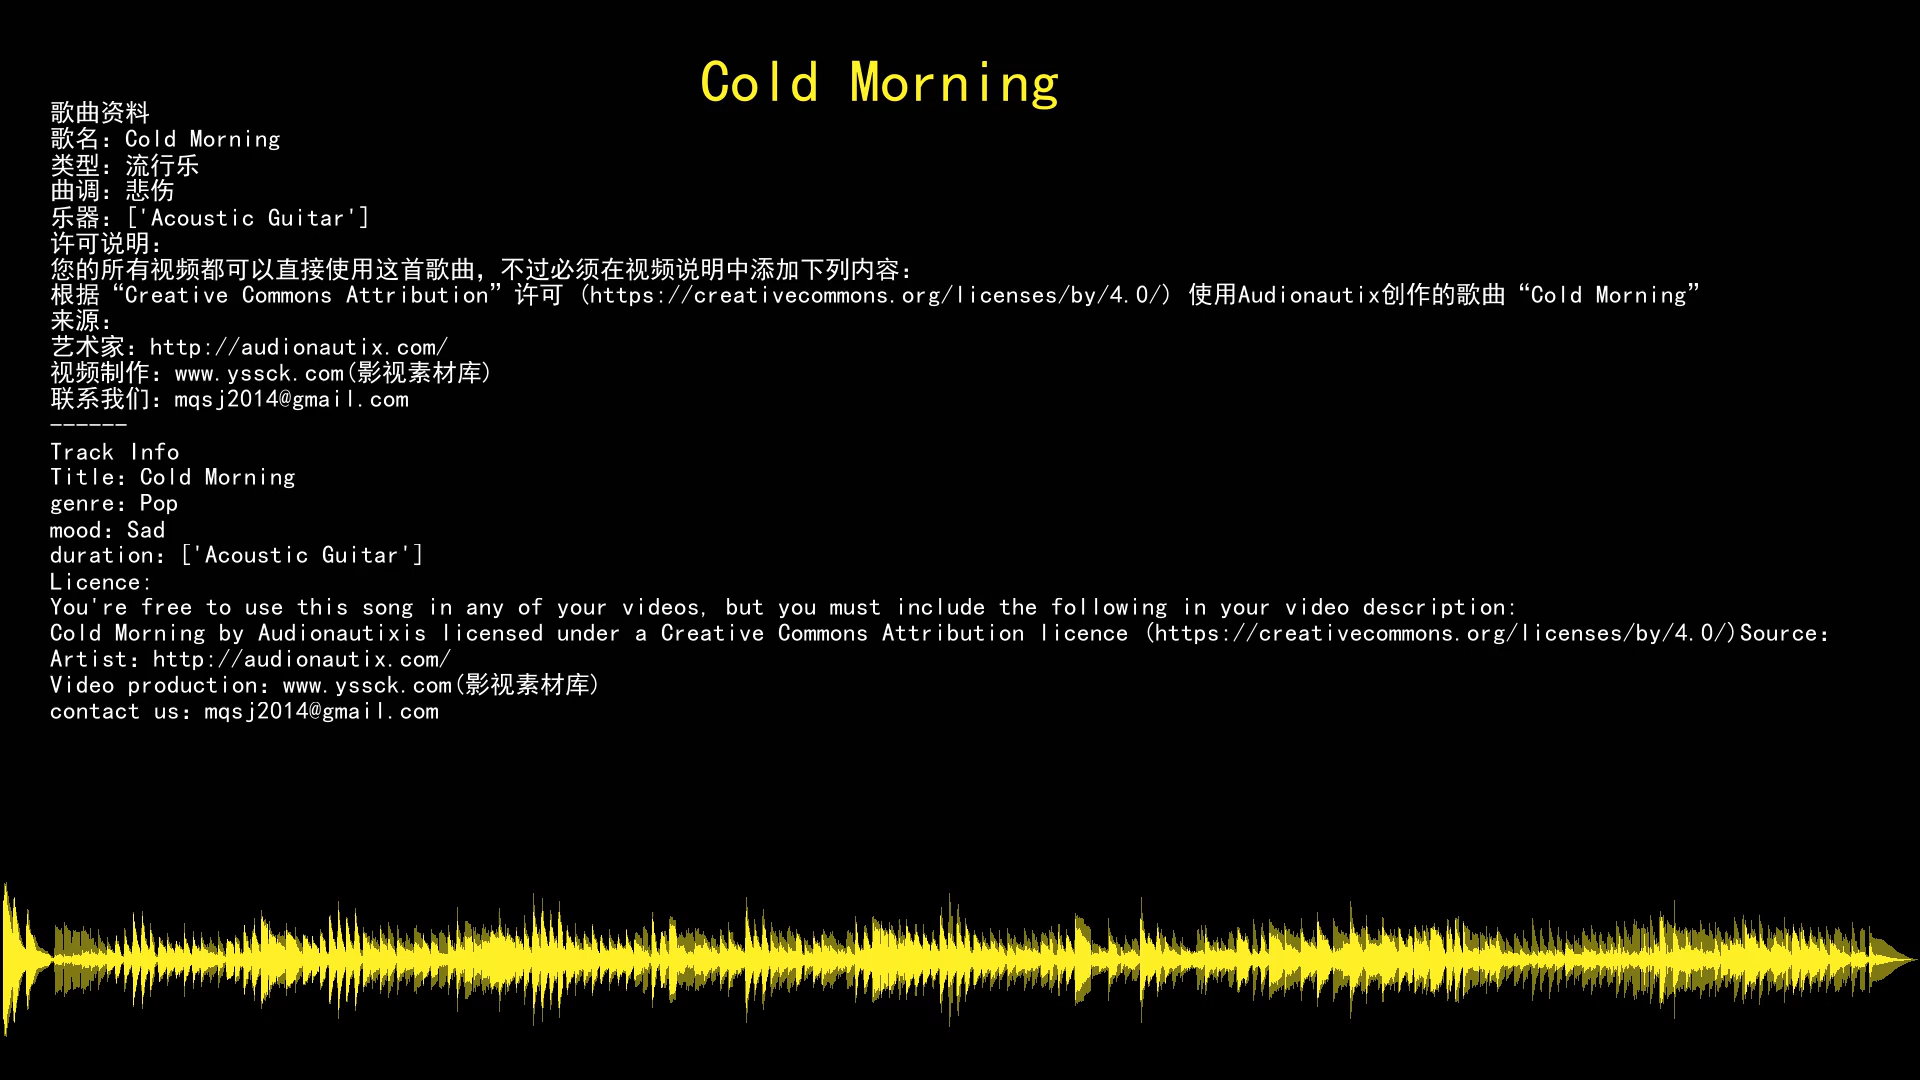 Cold Morning
歌曲资料
歌名：Cold Morning
类型：流行乐
曲调：悲伤
乐器：['Acoustic Guitar']
许可说明：
您的所有视频都可以直接使用这首歌曲，不过必须在视频说明中添加下列内容：
根据“Creative Commons Attribution”许可 (https://creativecommons.org/licenses/by/4.0/) 使用Audionautix创作的歌曲“Cold Morning”
来源：
艺术家：http://audionautix.com/
视频制作：www.yssck.com(影视素材库)
联系我们：mqsj2014@gmail.com
------
Track Info
Title：Cold Morning
genre：Pop
mood：Sad
duration：['Acoustic Guitar']
Licence:
You're free to use this song in any of your videos, but you must include the following in your video description:
Cold Morning by Audionautixis licensed under a Creative Commons Attribution licence (https://creativecommons.org/licenses/by/4.0/)Source：
Artist：http://audionautix.com/
Video production：www.yssck.com(影视素材库)
contact us：mqsj2014@gmail.com